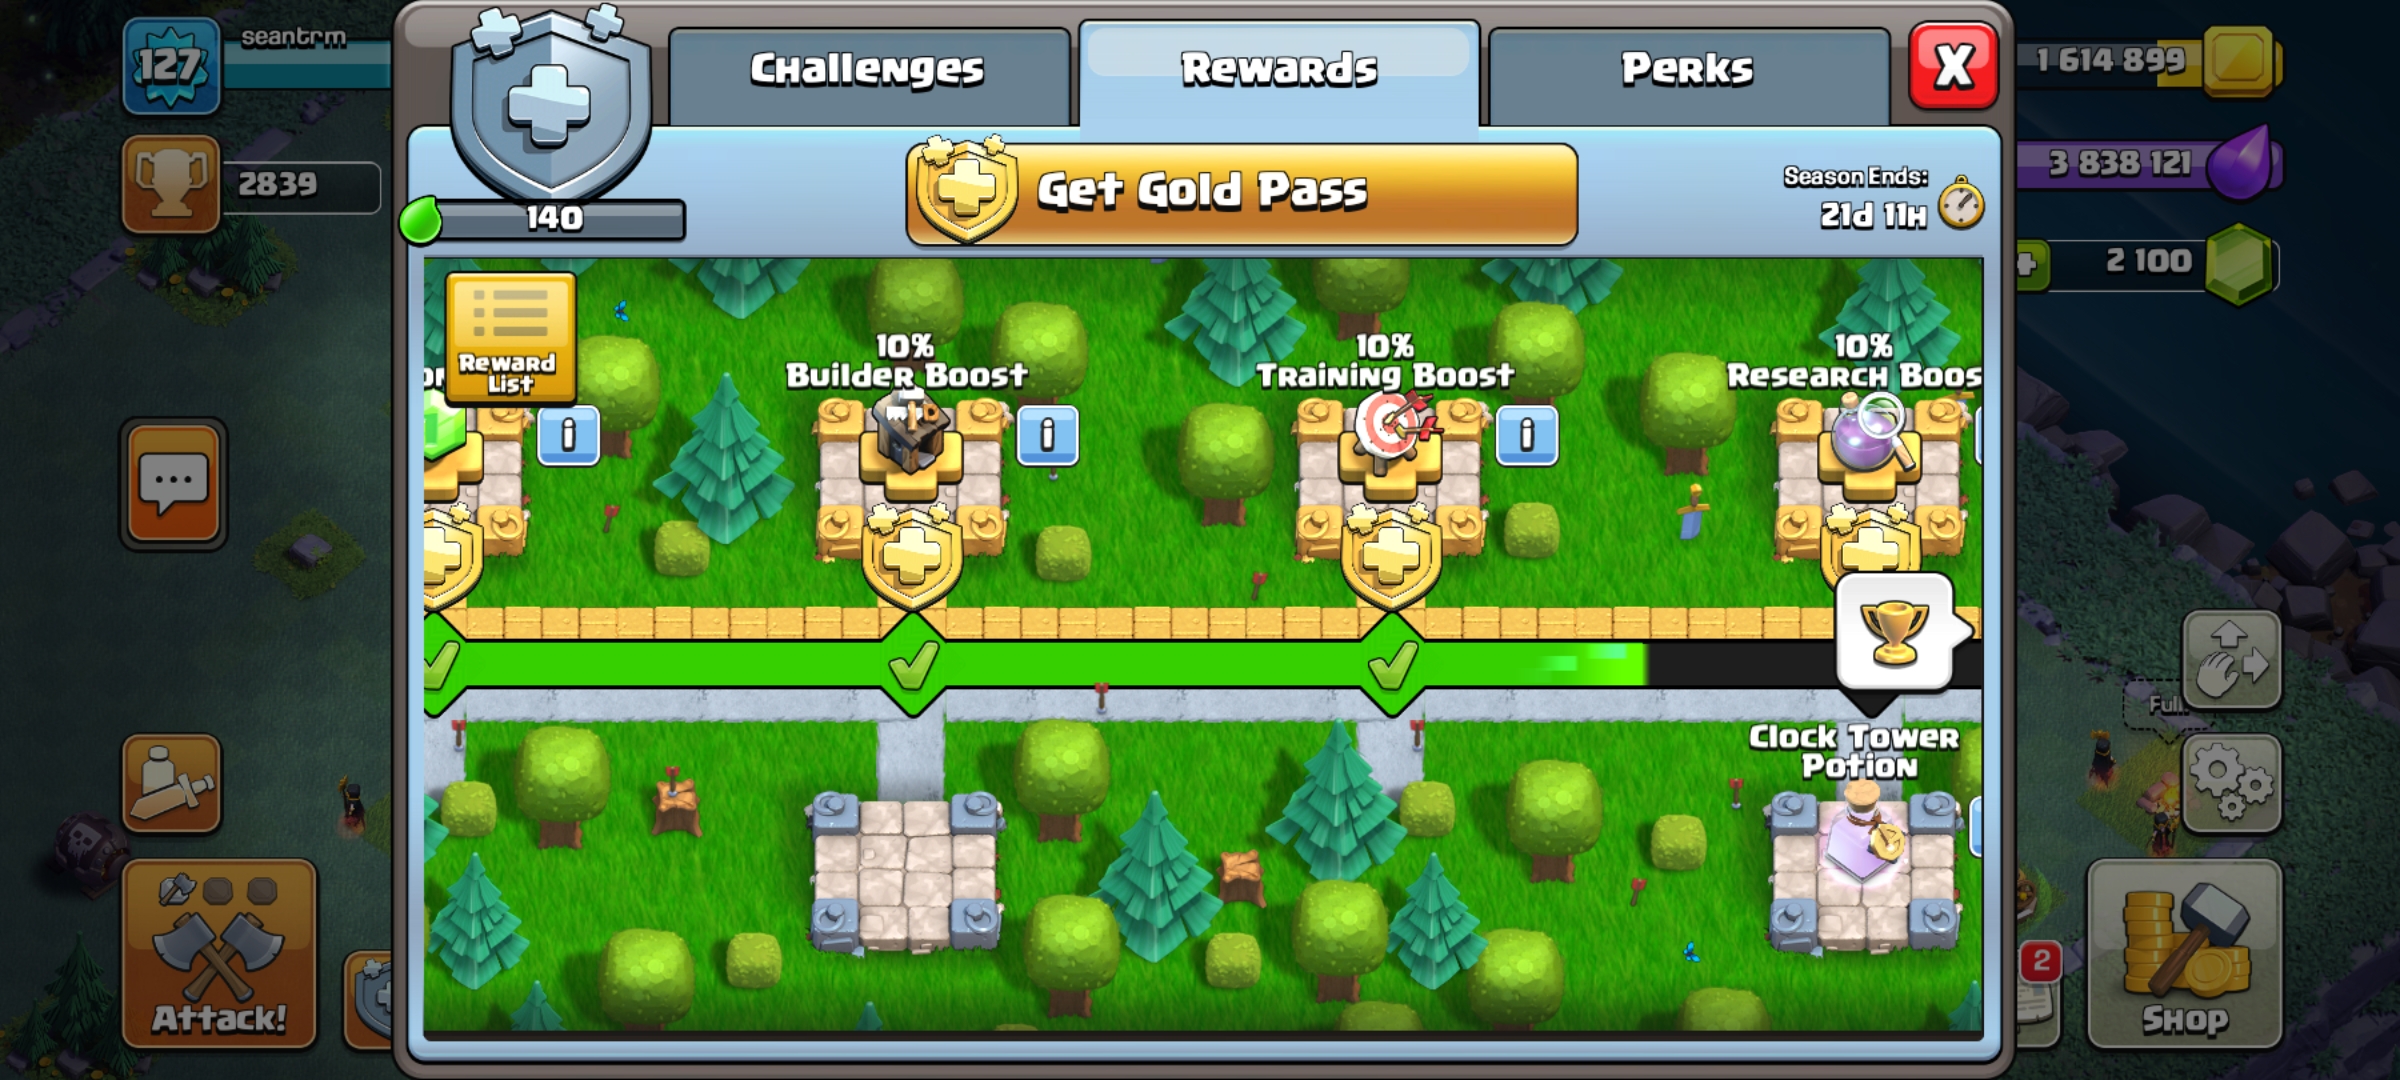 127
seantrm
Challenges
Rewards
Perks
X
1 614 899
2839
Get Gold Pass
Season Ends:
21d 11H
3 838 121
140
2 100
Reward
List
10%
Builder Boost
10%
Training Boost
10%
Research Boos
i
i
i
Clock Tower
Potion
Full
2
Attack!
Shop